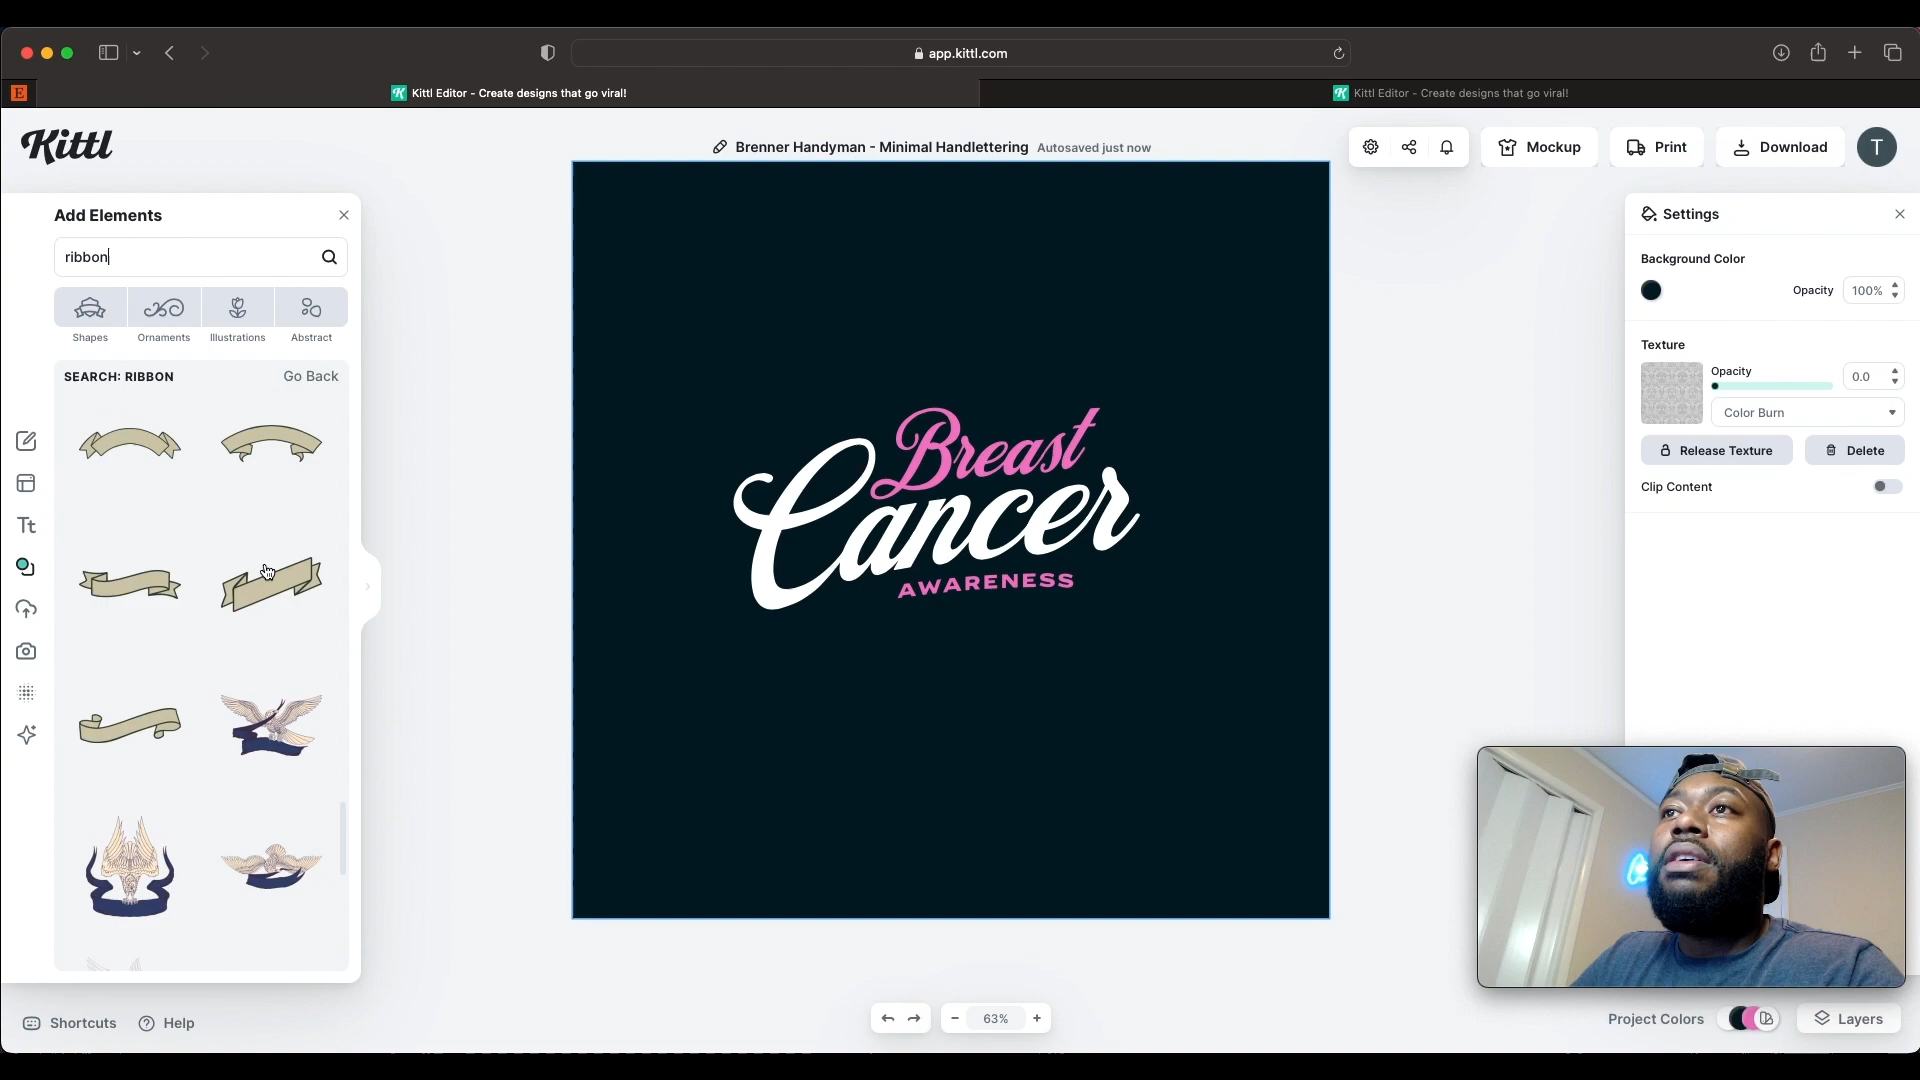 app.kittl.com
E
Kittl Editor - Create designs that go viral!
Kittl Editor - Create designs that go viral!
Kittl
Brenner Handyman - Minimal Handlettering
Autosaved just now
Mockup
Print
Download
T
Add Elements
ribbon
Shapes
Ornaments
Illustrations
Abstract
SEARCH: RIBBON
Go Back
Tt
Breast
Cancer
AWARENESS
Settings
Background Color
Opacity
100%
Texture
Opacity
0.0
Color Burn
Release Texture
Delete
Clip Content
Shortcuts
Help
63%
Project Colors
Layers